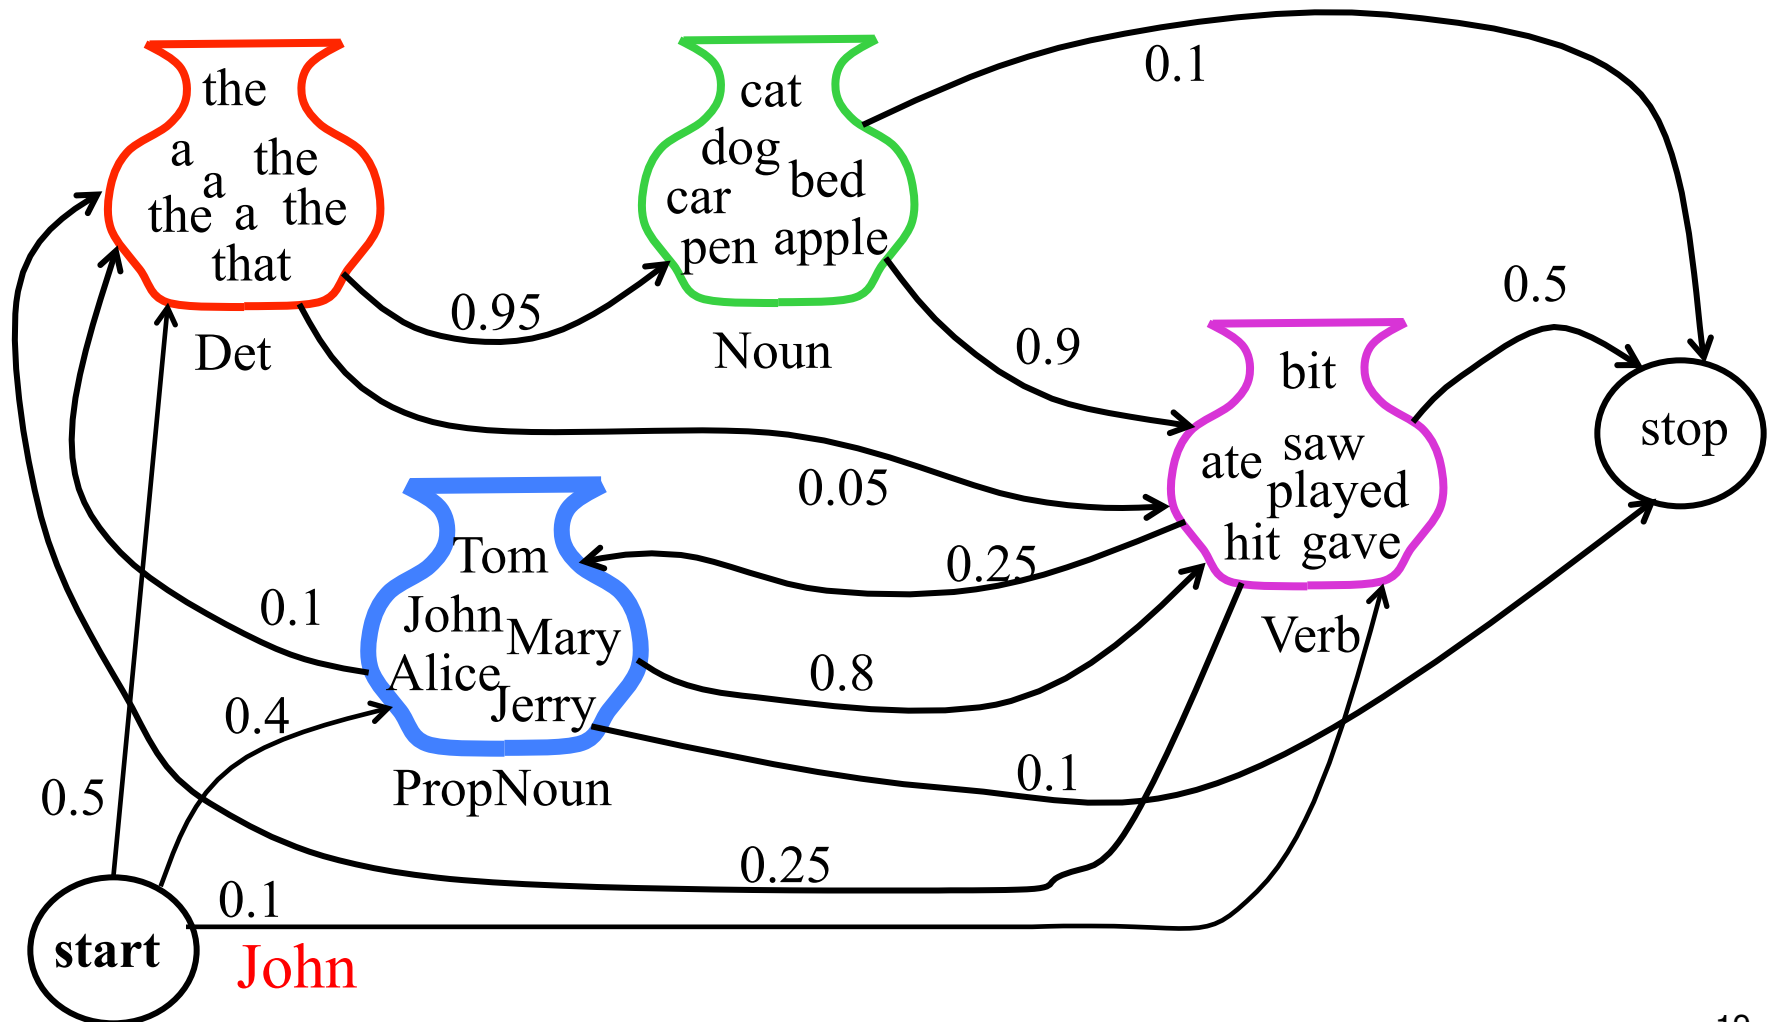 the
a
the
a
the a the
that
Det
cat
dog
bed
car
pen apple
Noun
0.1
0.95
0.9
0.5
bit
saw
ate
played
hit gave
Verb
stop
0.05
0.25
Tom
John
Mary
Alice
Jerry
PropNoun
0.1
0.8
0.4
0.1
0.5
0.25
0.1
start
John